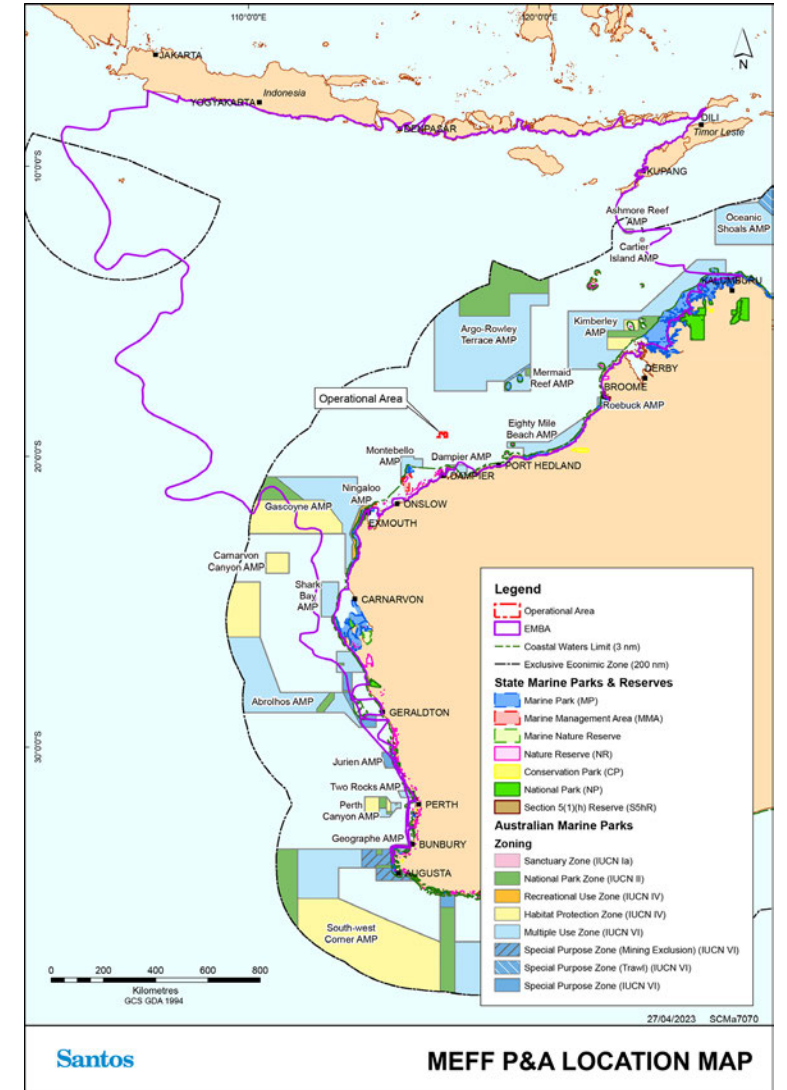 110°0'0"E
120°0'0"E
JAKARTA
N
Indonesia
YOGYAKARTA
DENPASAR
DILI
Timor Leste
10°0'0"S
KUPANG
Ashmore Reef
AMP
Oceanic
Shoals AMP
Cartier
Island AMP
KALUMBURU
Argo-Rowley
Terrace AMP
Kimberley
AMP
DERBY
Mermaid
Reef AMP
BROOME
Roebuck AMP
Operational Area
Eighty Mile
Beach AMP
20°0'0"S
Montebello
AMP
Dampier AMP
PORT HEDLAND
DAMPIER
Ningaloo
AMP
ONSLOW
Gascoyne AMP
EXMOUTH
Carnarvon
Canyon AMP
Shark
Bay
AMP
CARNARVON
Abrolhos AMP
GERALDTON
30°0'0"S
Jurien AMP
Two Rocks AMP
Perth
Canyon AMP
PERTH
Geographe AMP
BUNBURY
AUGUSTA
South-west
Corner AMP
Legend
Operational Area
EMBA
Coastal Waters Limit (3 nm)
Exclusive Econimic Zone (200 nm)
State Marine Parks & Reserves
Marine Park (MP)
Marine Management Area (MMA)
Marine Nature Reserve
Nature Reserve (NR)
Conservation Park (CP)
National Park (NP)
Section 5(1)(h) Reserve (S5hR)
Australian Marine Parks
Zoning
Sanctuary Zone (IUCN Ia)
National Park Zone (IUCN II)
Recreational Use Zone (IUCN IV)
Habitat Protection Zone (IUCN IV)
Multiple Use Zone (IUCN VI)
Special Purpose Zone (Mining Exclusion) (IUCN VI)
Special Purpose Zone (Trawl) (IUCN VI)
Special Purpose Zone (IUCN VI)
0 200 400 600 800
Kilometres
GCS GDA 1994
27/04/2023 SCMa7070
Santos
MEFF P&A LOCATION MAP